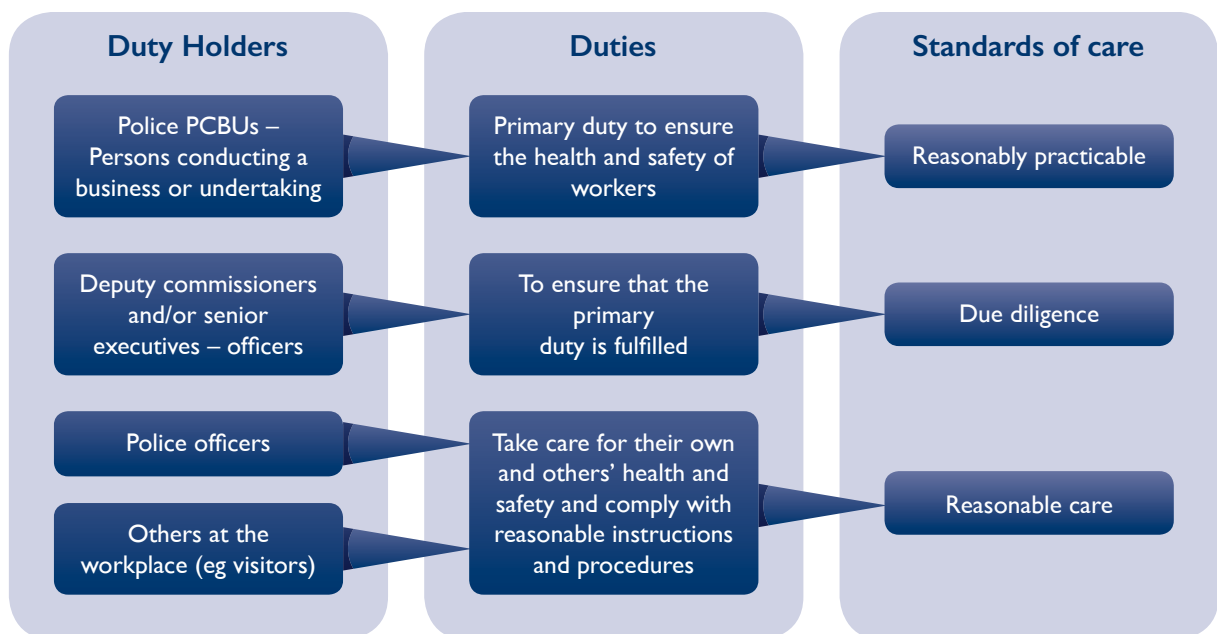 Duty Holders
Police PCBUs –
Persons conducting a
business or undertaking
Deputy commissioners
and/or senior
executives – officers
Police officers
Others at the
workplace (eg visitors)
Duties
Primary duty to ensure
the health and safety of
workers
To ensure that the
primary
duty is fulfilled
Take care for their own
and others’ health and
safety and comply with
reasonable instructions
and procedures
Standards of care
Reasonably practicable
Due diligence
Reasonable care